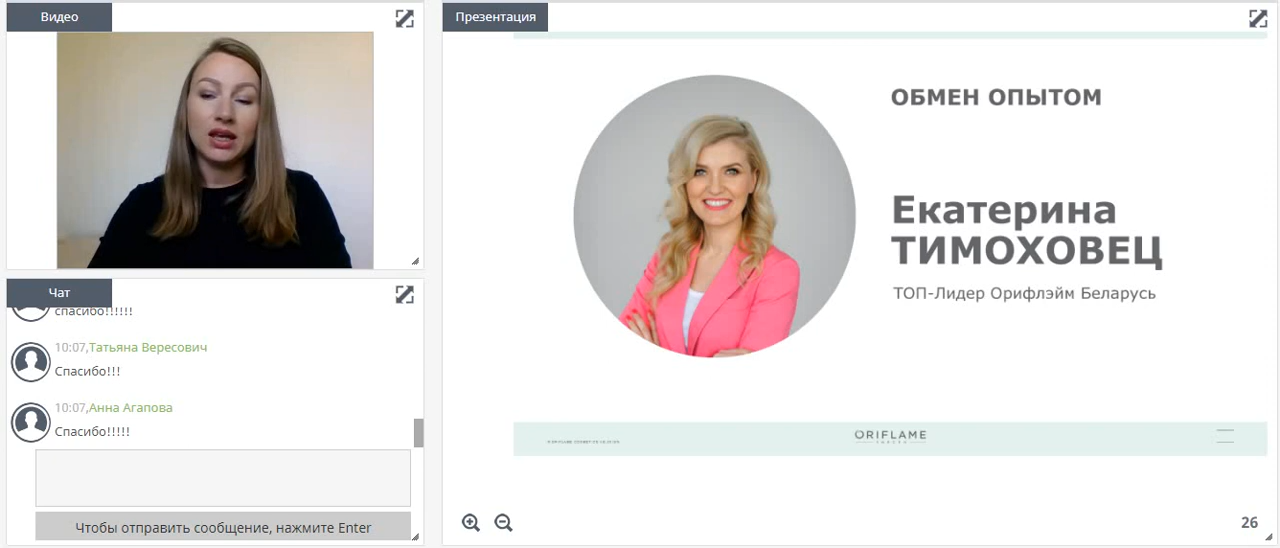 Видео
Презентация
ОБМЕН ОПЫТОМ
Екатерина
ТИМОХОВЕЦ
ТОП-Лидер Орифлэйм Беларусь
Чат
спасибо!!!!!!
10:07,Татьяна Вересович
Спасибо!!!
10:07,Анна Агапова
Спасибо!!!!!
Чтобы отправить сообщение, нажмите Enter
ORIFLAME
26